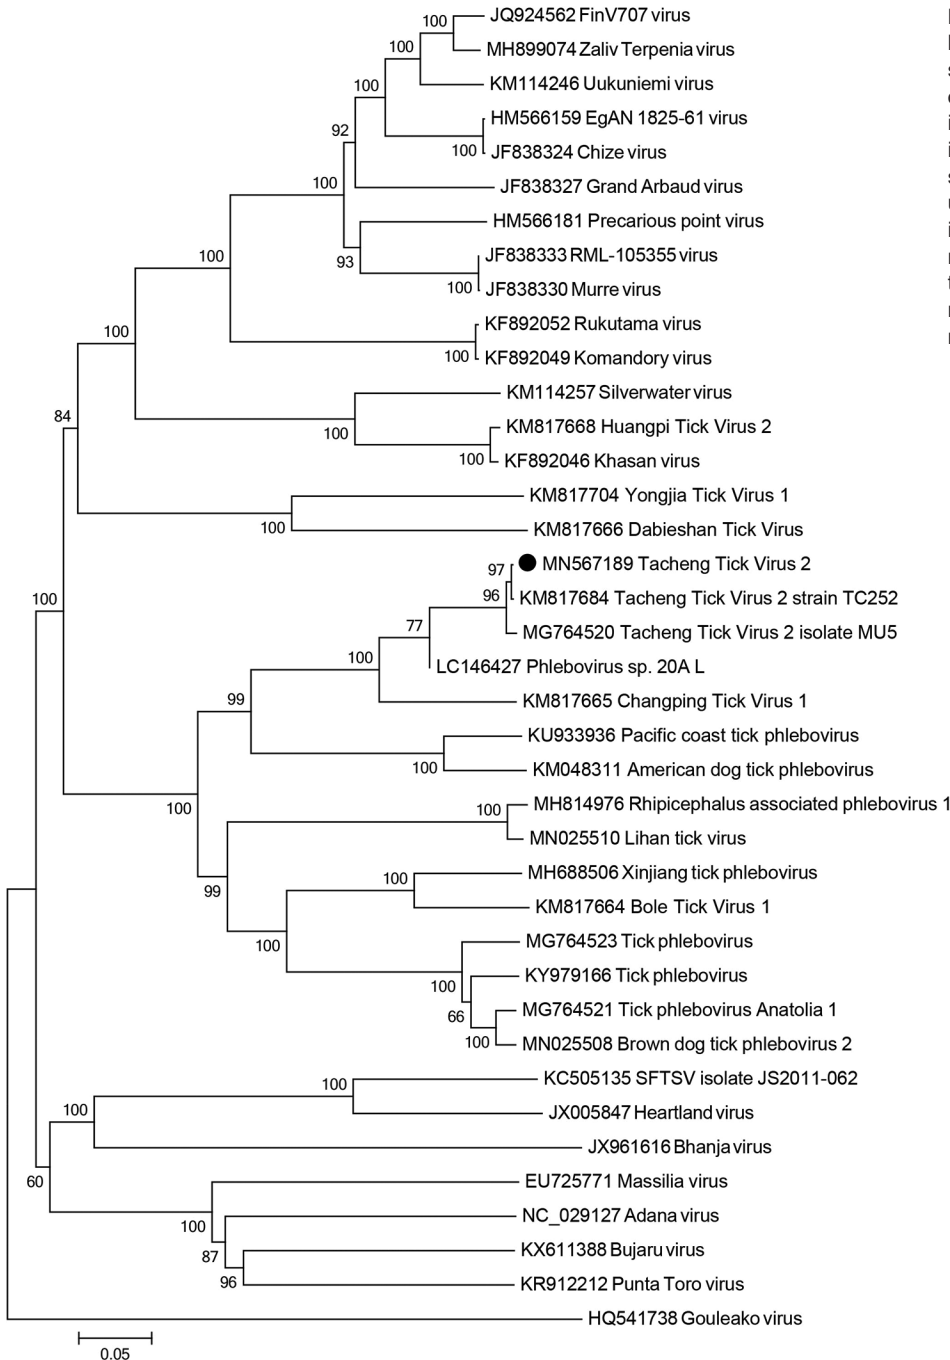 JQ924562 FinV707 virus
100
MH899074 Zaliv Terpenia virus
100
KM114246 Uukuniemi virus
100
HM566159 EgAN 1825-61 virus
92
100
JF838324 Chize virus
100
JF838327 Grand Arbaud virus
HM566181 Precarious point virus
100
93
JF838333 RML-105355 virus
100
JF838330 Murre virus
KF892052 Rukutama virus
100
100
KF892049 Komandory virus
KM114257 Silverwater virus
84
100
KM817668 Huangpi Tick Virus 2
100
KF892046 Khasan virus
KM817704 Yongjia Tick Virus 1
100
KM817666 Dabieshan Tick Virus
97
MN567189 Tacheng Tick Virus 2
100
96
KM817684 Tacheng Tick Virus 2 strain TC252
77
MG764520 Tacheng Tick Virus 2 isolate MU5
100
LC146427 Phlebovirus sp. 20A L
99
KM817665 Changping Tick Virus 1
KU933936 Pacific coast tick phlebovirus
100
KM048311 American dog tick phlebovirus
100
100
MH814976 Rhipicephalus associated phlebovirus 1
MN025510 Lihan tick virus
100
MH688506 Xinjiang tick phlebovirus
99
KM817664 Bole Tick Virus 1
100
MG764523 Tick phlebovirus
KY979166 Tick phlebovirus
100
66
MG764521 Tick phlebovirus Anatolia 1
100
MN025508 Brown dog tick phlebovirus 2
100
KC505135 SFTSV isolate JS2011-062
100
JX005847 Heartland virus
JX961616 Bhanja virus
60
EU725771 Massilia virus
100
NC_029127 Adana virus
87
KX611388 Bujaru virus
96
KR912212 Punta Toro virus
HQ541738 Gouleako virus
0.05